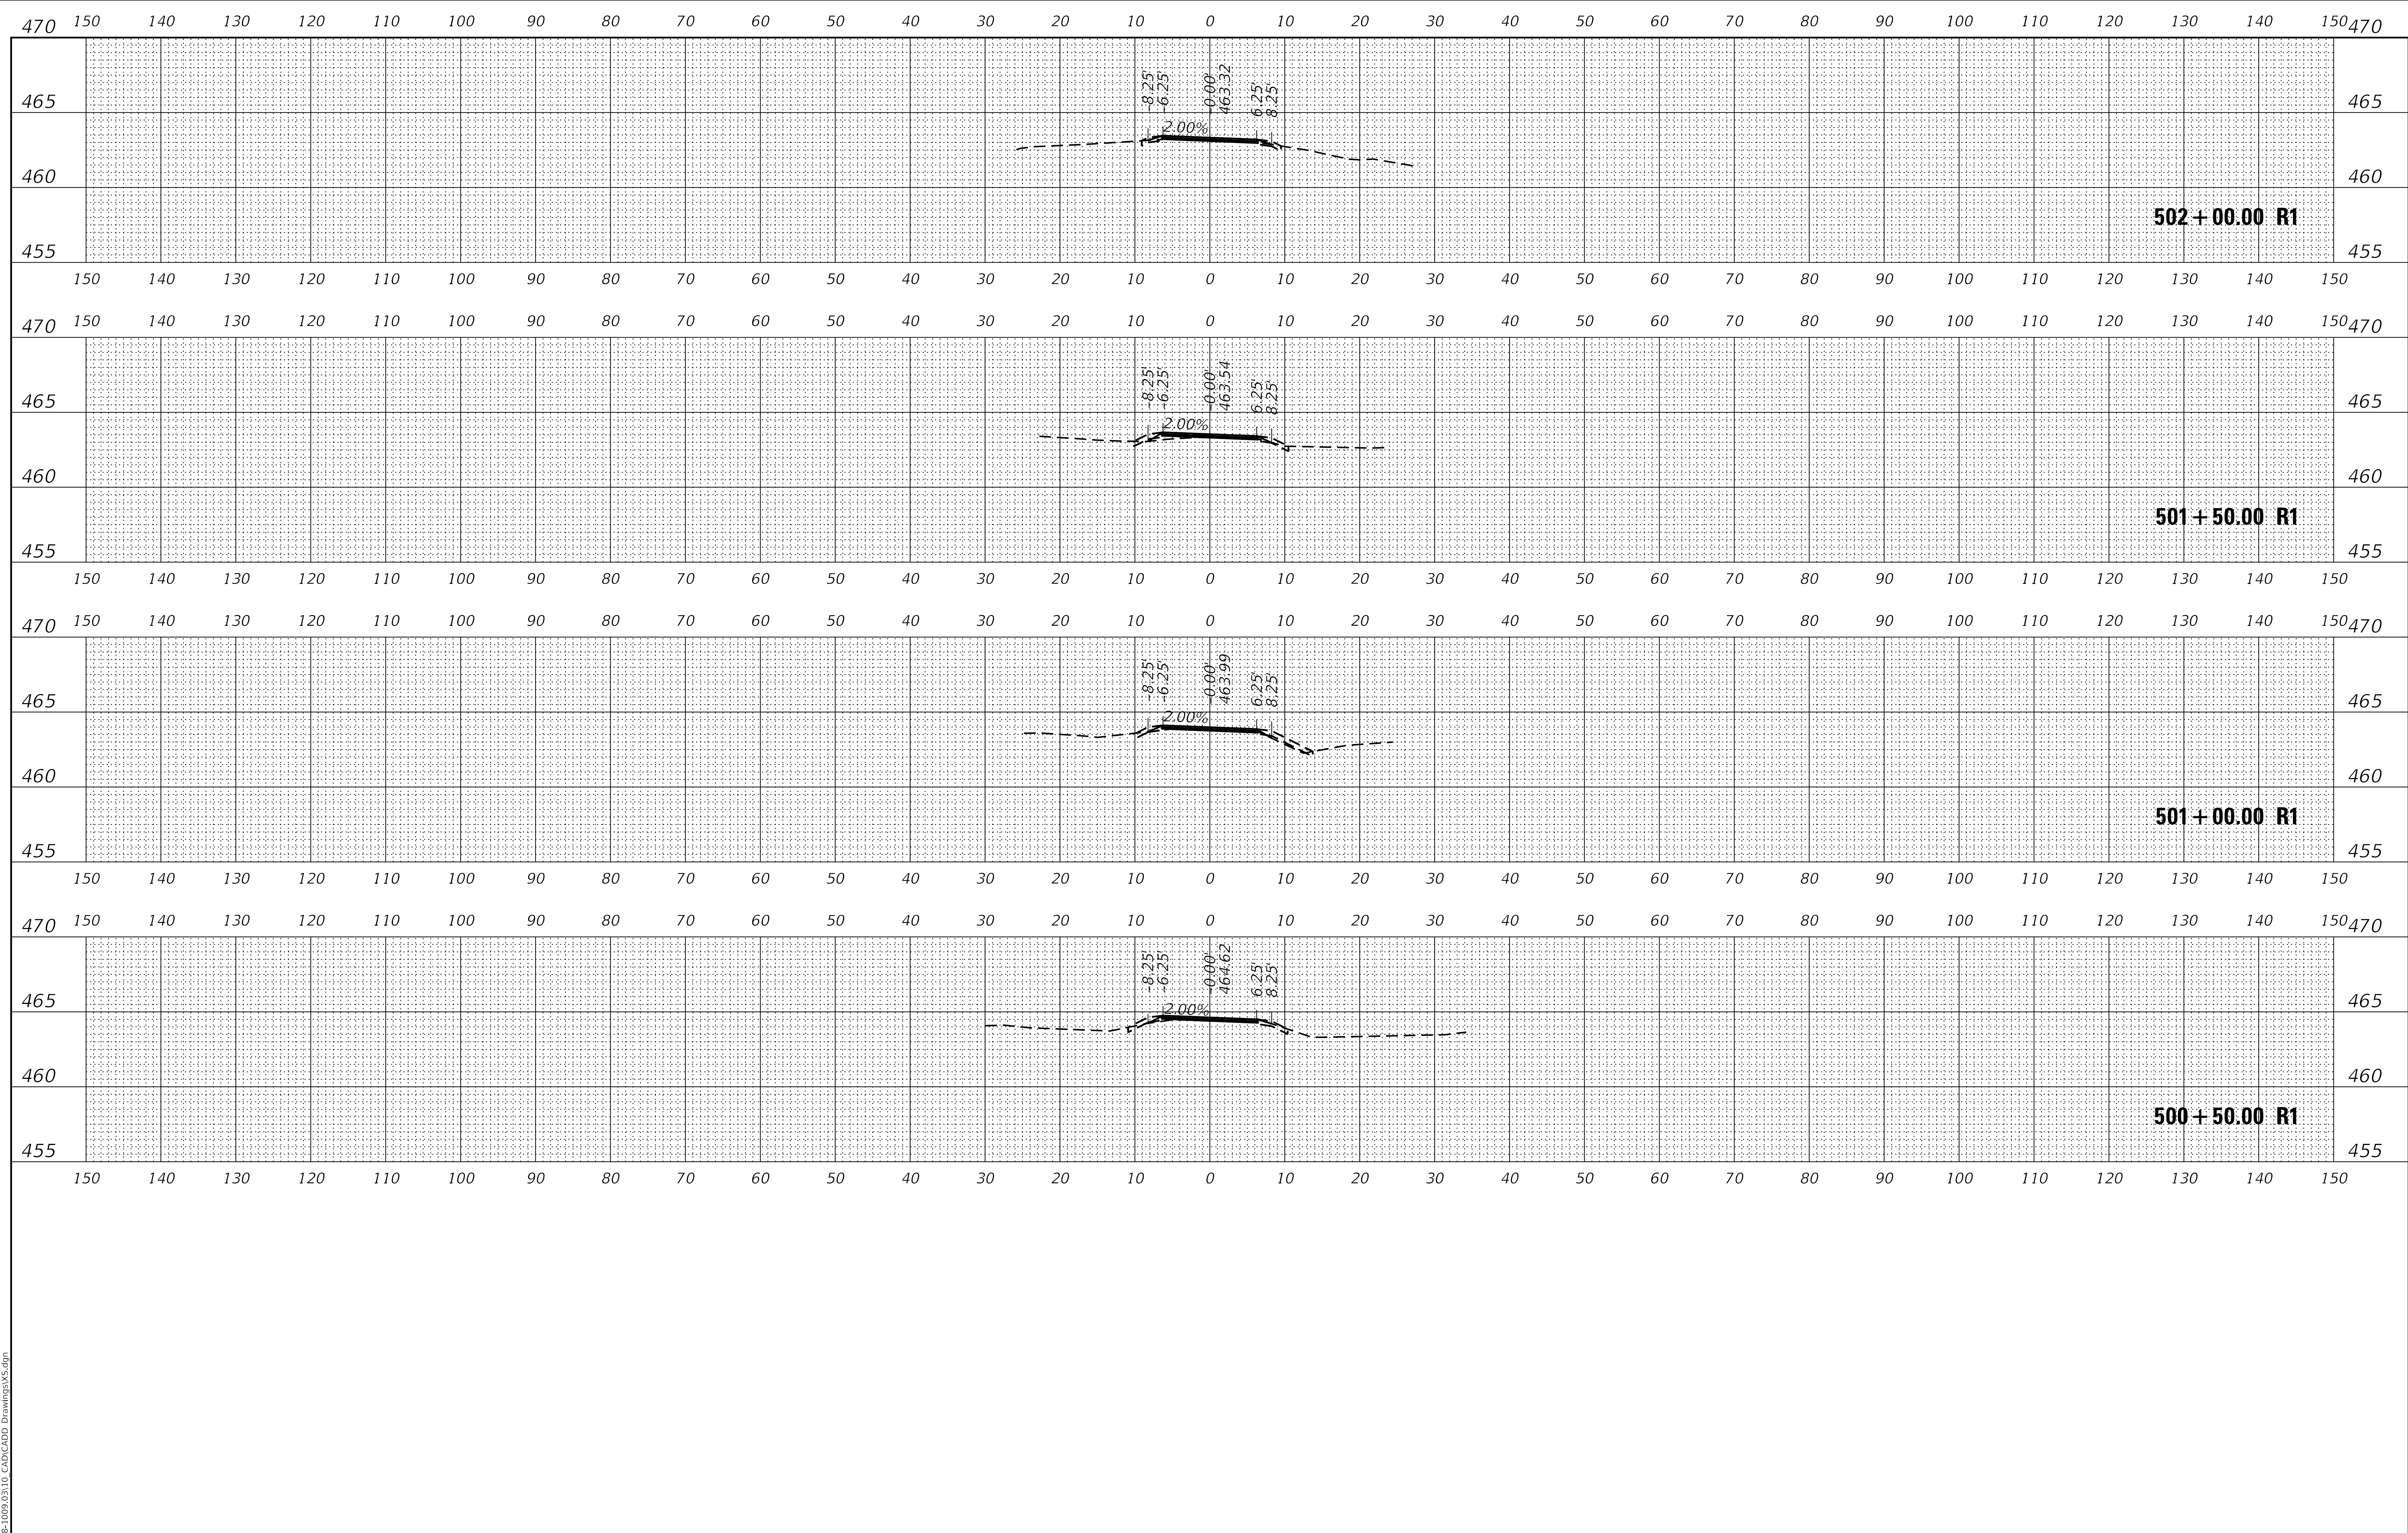 150 140 130 120 110 100 90 80 70 60 50 40 30 20 10 0 10 20 30 40 50 60 70 80 90 100 110 120 130 140 150
470 470
-8.25' -6.25' -0.00' 463.32 6.25' 8.25'
465 465
2.00%
460 460
502+00.00 R1
455 455
150 140 130 120 110 100 90 80 70 60 50 40 30 20 10 0 10 20 30 40 50 60 70 80 90 100 110 120 130 140 150
150 140 130 120 110 100 90 80 70 60 50 40 30 20 10 0 10 20 30 40 50 60 70 80 90 100 110 120 130 140 150
470 470
-8.25' -6.25' -0.00' 463.54 6.25' 8.25'
465 465
2.00%
460 460
501+50.00 R1
455 455
150 140 130 120 110 100 90 80 70 60 50 40 30 20 10 0 10 20 30 40 50 60 70 80 90 100 110 120 130 140 150
150 140 130 120 110 100 90 80 70 60 50 40 30 20 10 0 10 20 30 40 50 60 70 80 90 100 110 120 130 140 150
470 470
-8.25' -6.25' -0.00' 463.99 6.25' 8.25'
465 465
2.00%
460 460
501+00.00 R1
455 455
150 140 130 120 110 100 90 80 70 60 50 40 30 20 10 0 10 20 30 40 50 60 70 80 90 100 110 120 130 140 150
150 140 130 120 110 100 90 80 70 60 50 40 30 20 10 0 10 20 30 40 50 60 70 80 90 100 110 120 130 140 150
470 470
-8.25' -6.25' -0.00' 464.62 6.25' 8.25'
465 465
2.00%
460 460
500+50.00 R1
455 455
150 140 130 120 110 100 90 80 70 60 50 40 30 20 10 0 10 20 30 40 50 60 70 80 90 100 110 120 130 140 150
8-1009.03\10_CAD\CADD_Drawings\XS.dgn